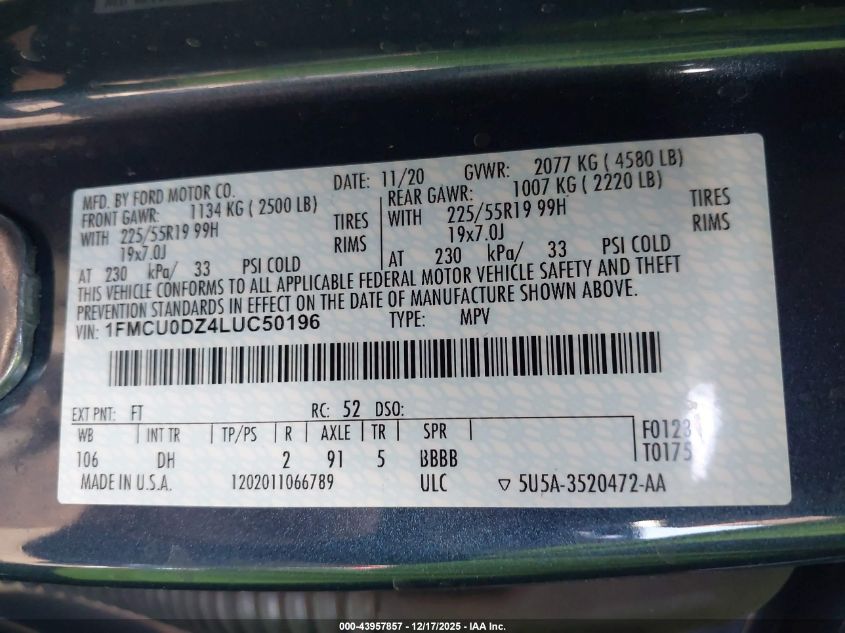 MFD. BY FORD MOTOR CO. DATE: 11/20 GVWR: 2077 KG ( 4580 LB)
FRONT GAWR: 1134 KG ( 2500 LB) REAR GAWR: 1007 KG ( 2220 LB)
WITH 225/55R19 99H TIRES WITH 225/55R19 99H TIRES
19x7.0J RIMS 19x7.0J RIMS
AT 230 kPa/ 33 PSI COLD AT 230 kPa/ 33 PSI COLD
THIS VEHICLE CONFORMS TO ALL APPLICABLE FEDERAL MOTOR VEHICLE SAFETY AND THEFT
PREVENTION STANDARDS IN EFFECT ON THE DATE OF MANUFACTURE SHOWN ABOVE.
VIN: 1FMCU0DZ4LUC50196 TYPE: MPV
EXT PNT: FT RC: 52 DSO:
WB INT TR TP/PS R AXLE TR SPR F0123
106 DH 2 91 5 BBBB T0175
MADE IN U.S.A. 1202011066789 ULC ▽ 5U5A-3520472-AA
000-43957857 - 12/17/2025 - IAA Inc.